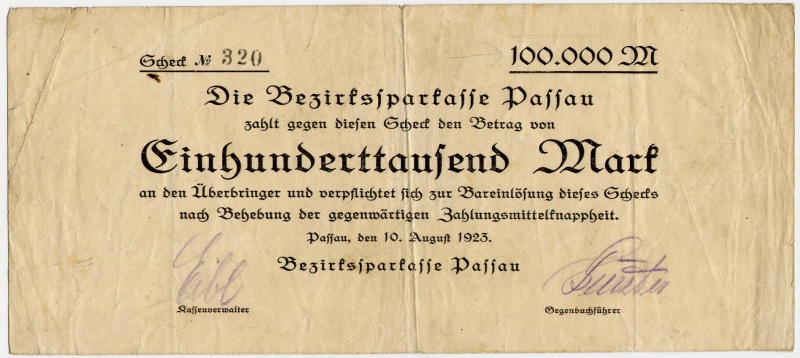 Scheck № 320
100.000 M
Die Bezirkssparkasse Passau
zahlt gegen diesen Scheck den Betrag von
Einhunderttausend Mark
an den Überbringer und verpflichtet sich zur Bareinlösung dieses Schecks
nach Behebung der gegenwärtigen Zahlungsmittelknappheit.
Passau, den 10. August 1923.
Bezirkssparkasse Passau
Eibl
Kassenverwalter
Gegenbuchführer